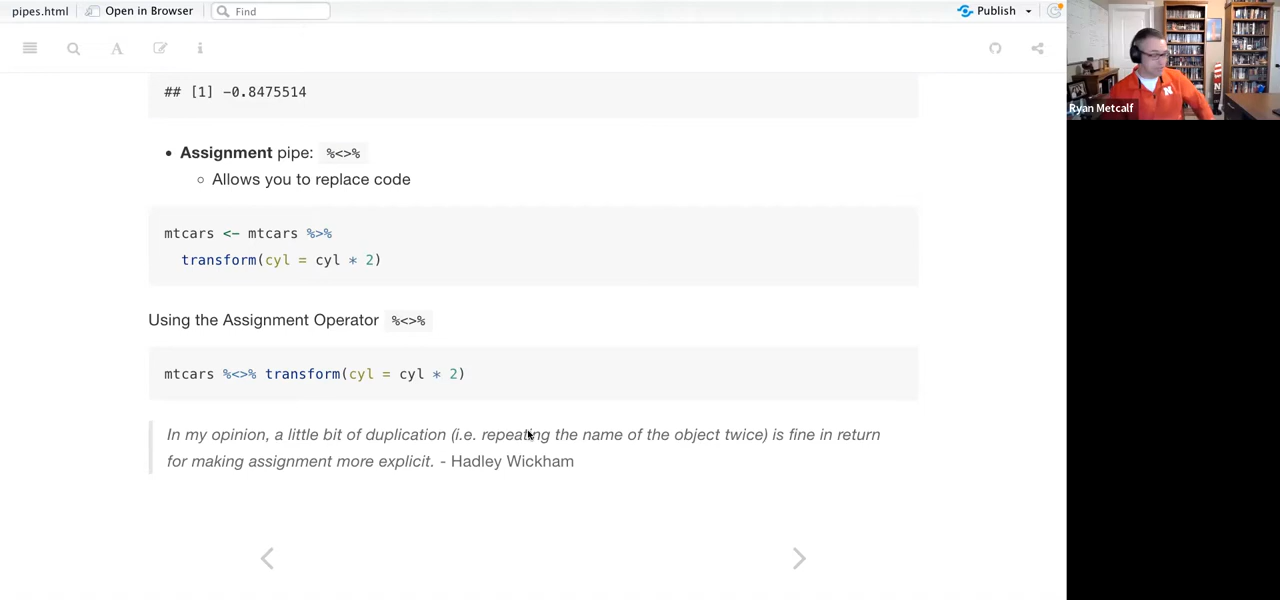 pipes.html Open in Browser Find Publish
## [1] -0.8475514
Assignment pipe: %<>%
Allows you to replace code
mtcars <- mtcars %>%
transform(cyl = cyl * 2)
Using the Assignment Operator %<>%
mtcars %<>% transform(cyl = cyl * 2)
In my opinion, a little bit of duplication (i.e. repeating the name of the object twice) is fine in return
for making assignment more explicit. - Hadley Wickham
Ryan Metcalf
N